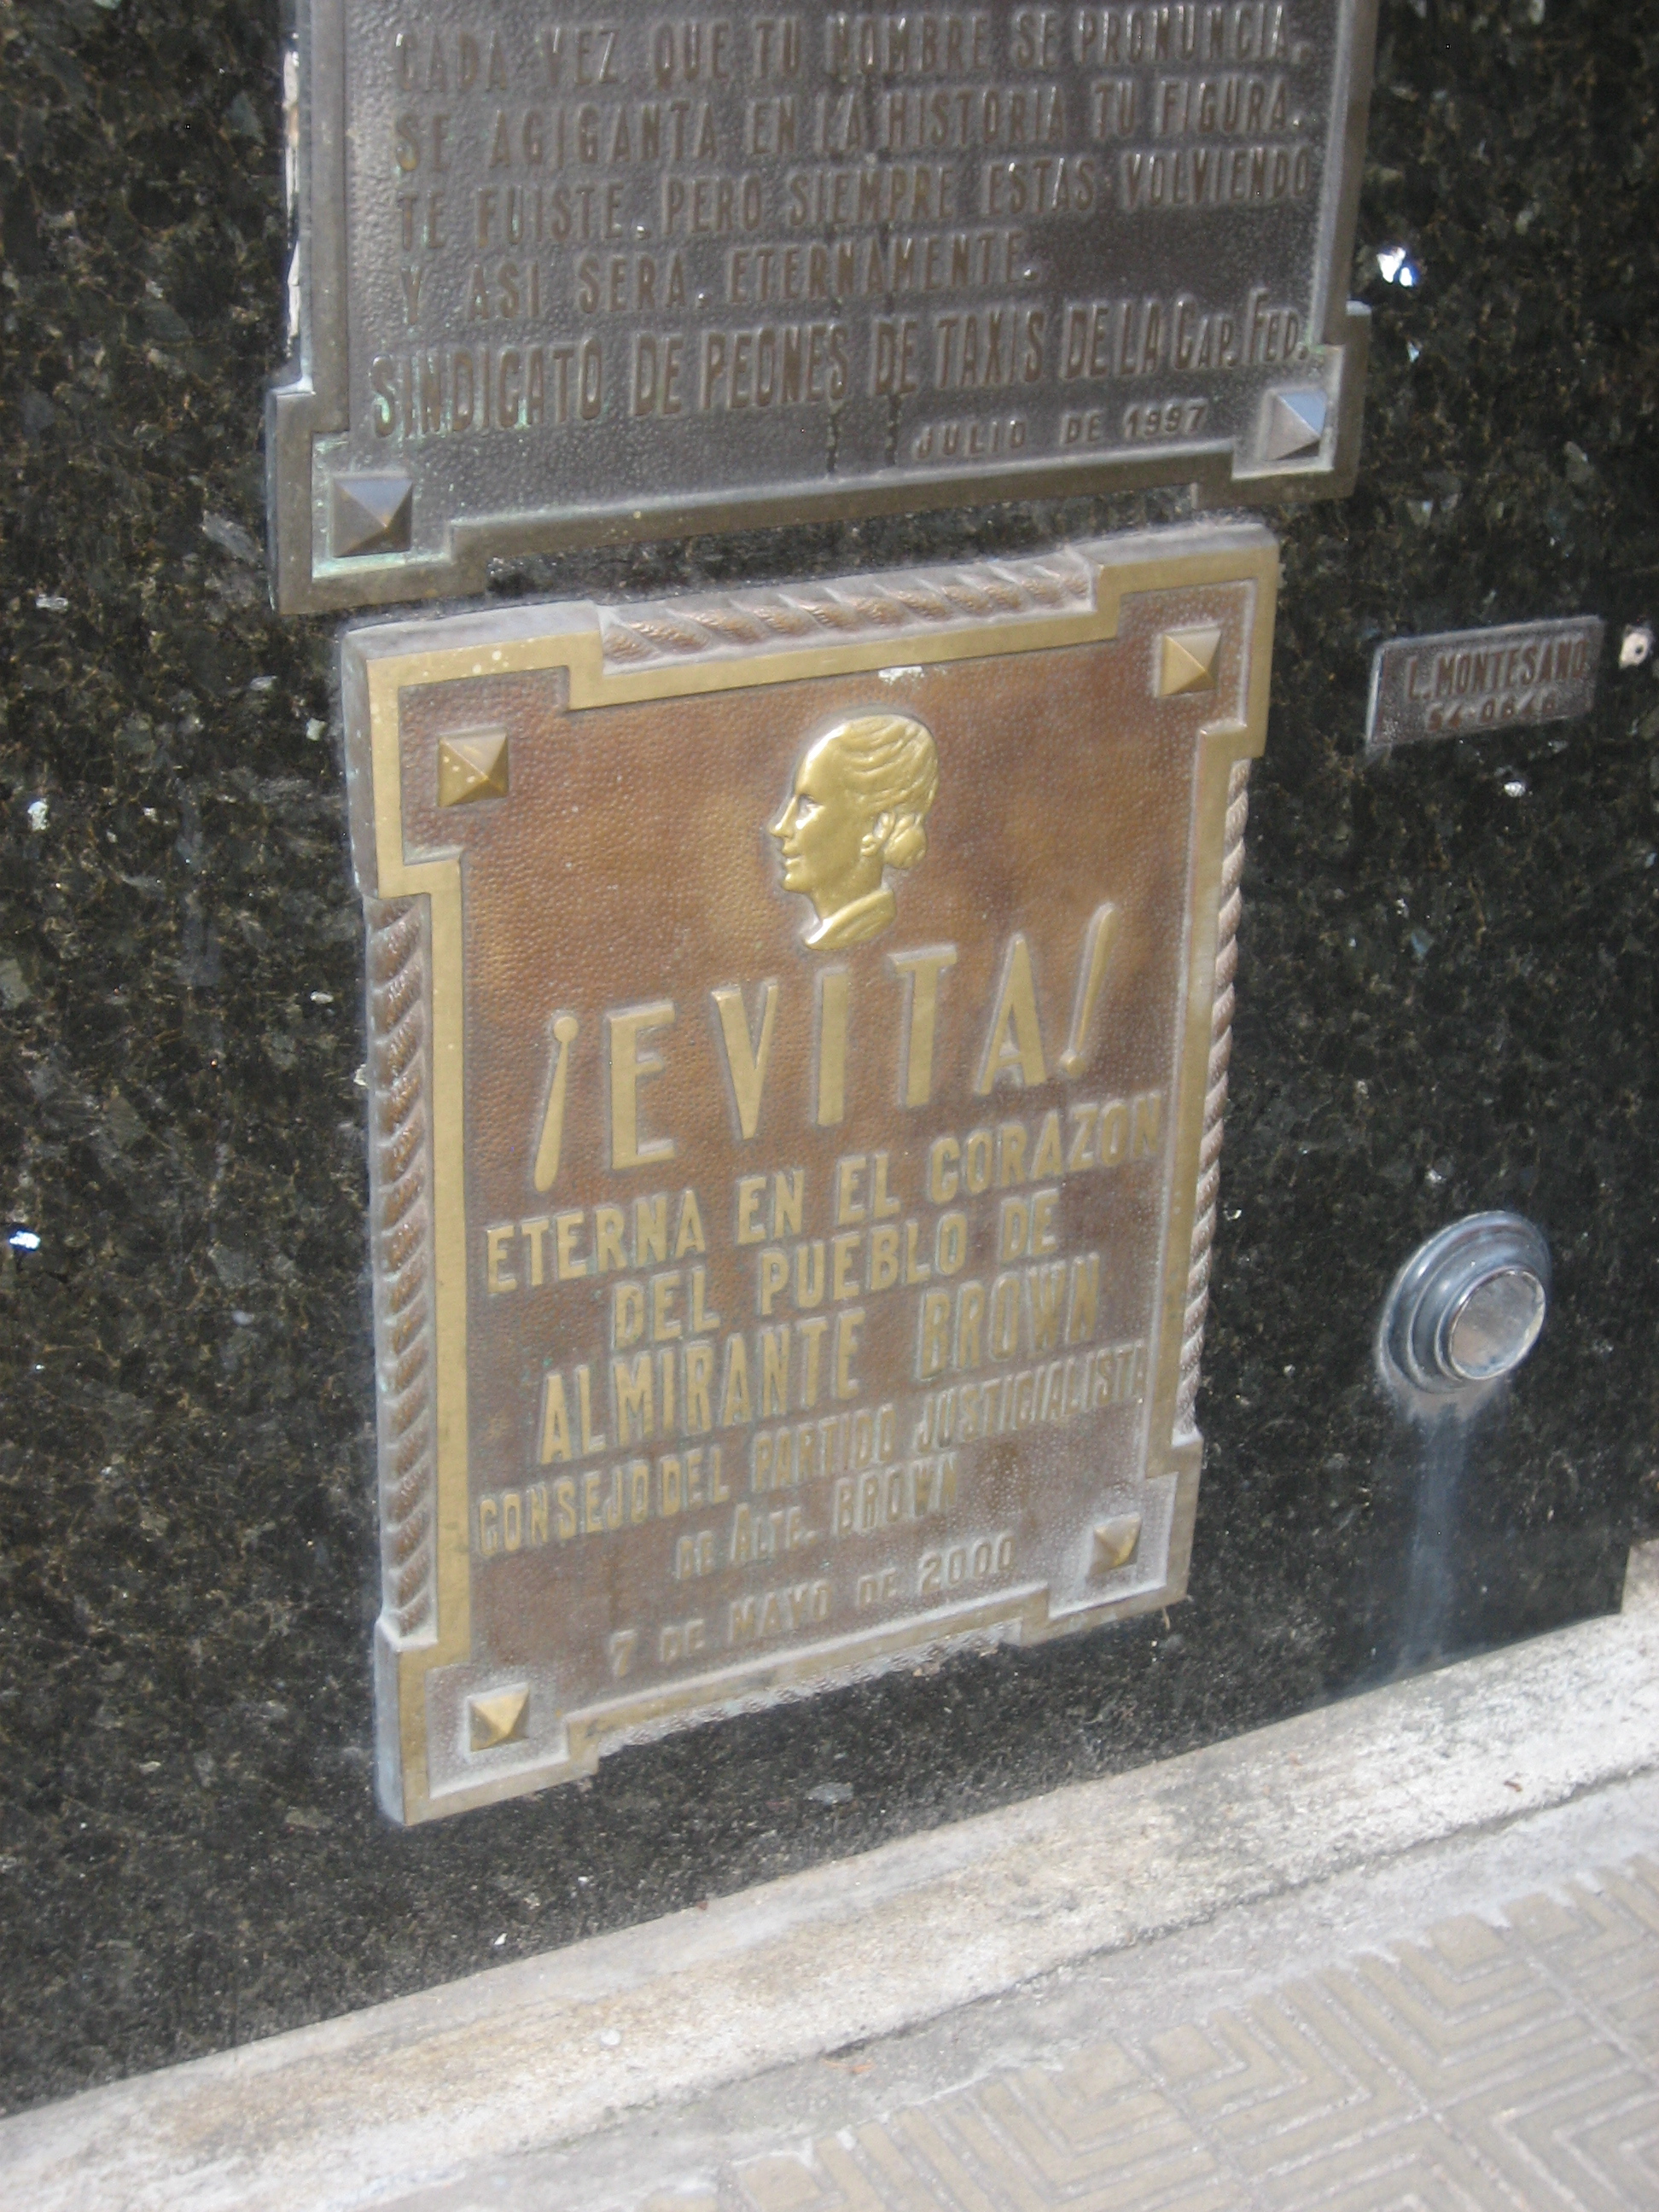 CADA VEZ QUE TU NOMBRE SE PRONUNCIA,
SE AGIGANTA EN LA HISTORIA TU FIGURA.
TE FUISTE. PERO SIEMPRE ESTAS VOLVIENDO
Y ASI SERA, ETERNAMENTE.
SINDICATO DE PEONES DE TAXIS DE LA CAP. FED.
JULIO DE 1997
¡EVITA!
ETERNA EN EL CORAZON
DEL PUEBLO DE
ALMIRANTE BROWN
CONSEJO DEL PARTIDO JUSTICIALISTA
DE ALTE. BROWN
7 DE MAYO DE 2000
L. MONTESANO